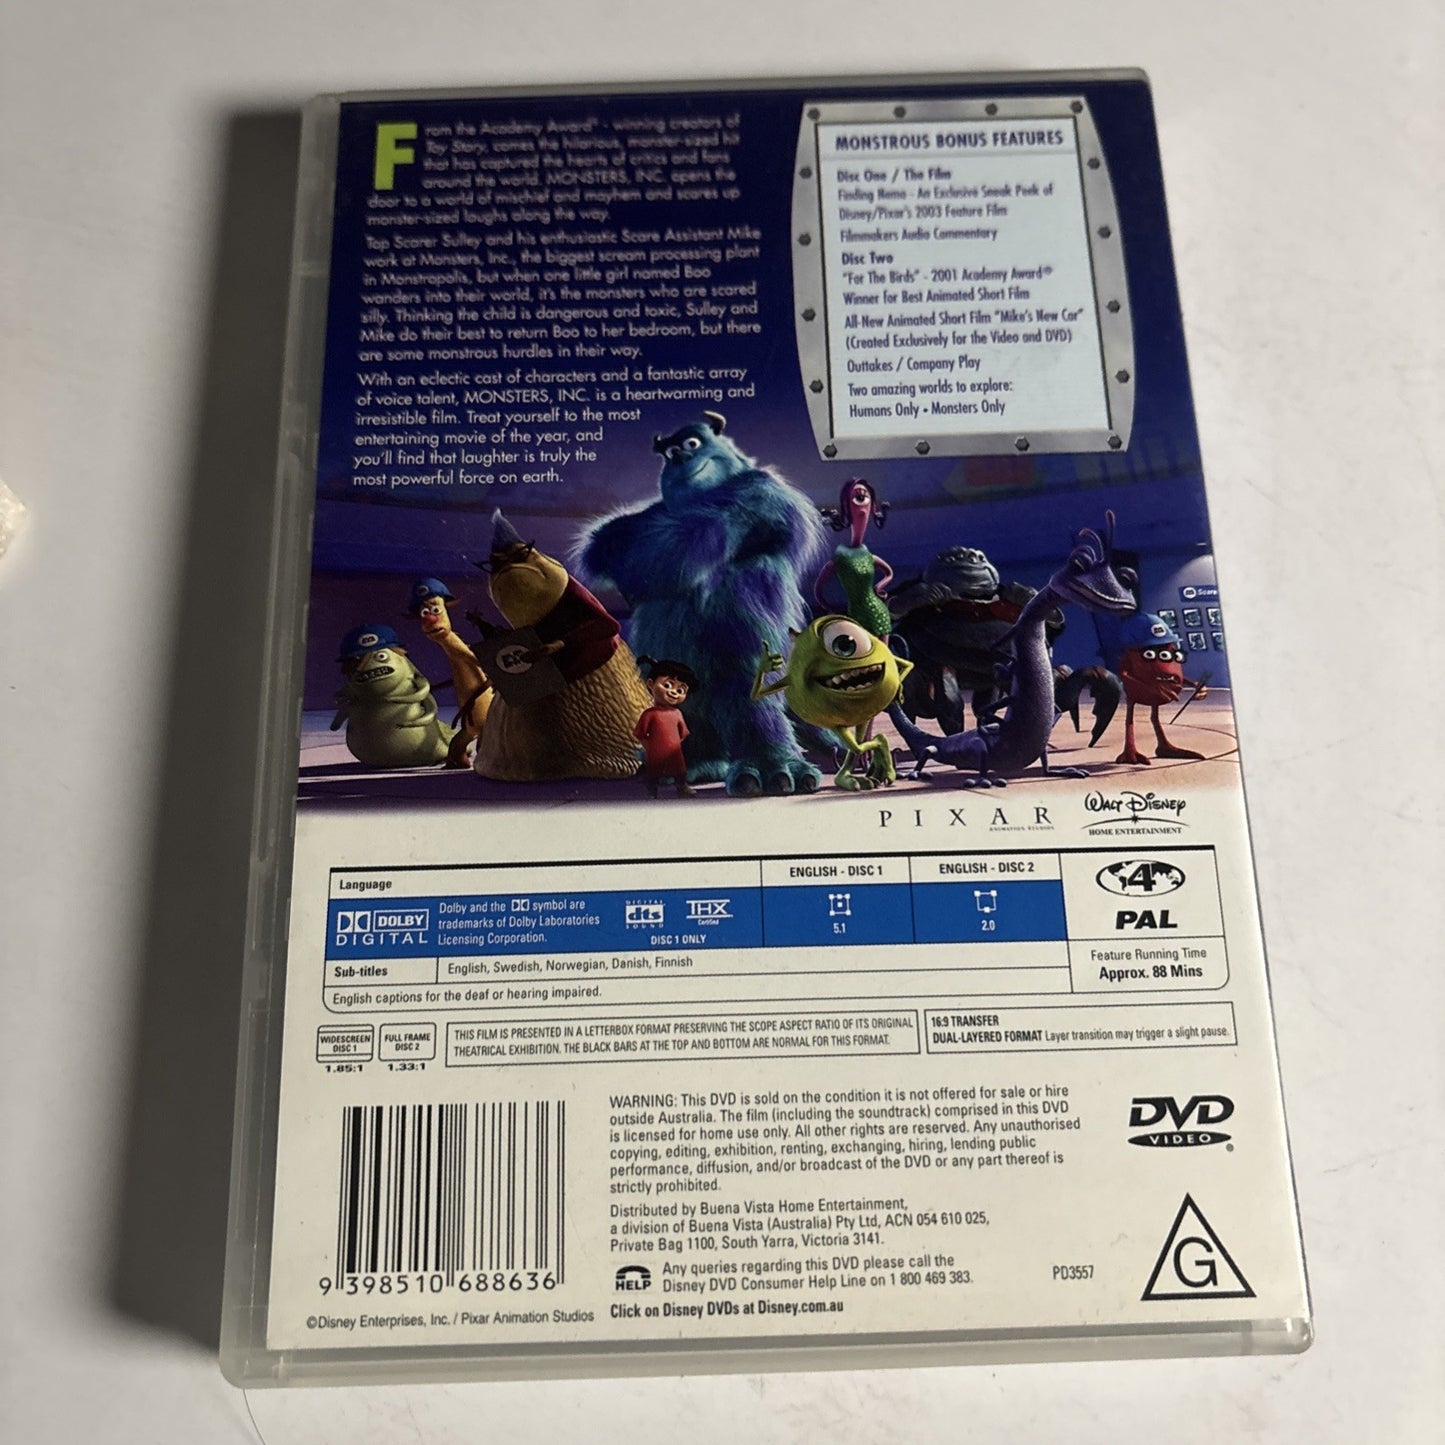 From the Academy Award® - winning creators of
Toy Story, comes the hilarious, monster-sized hit
that has captured the hearts of critics and fans
around the world. MONSTERS, INC. opens the
door to a world of mischief and mayhem and scares up
monster-sized laughs along the way.
Top Scarer Sulley and his enthusiastic Scare Assistant Mike
work at Monsters, Inc., the biggest scream processing plant
in Monstropolis, but when one little girl named Boo
wanders into their world, it's the monsters who are scared
silly. Thinking the child is dangerous and toxic, Sulley and
Mike do their best to return Boo to her bedroom, but there
are some monstrous hurdles in their way.
With an eclectic cast of characters and a fantastic array
of voice talent, MONSTERS, INC. is a heartwarming and
irresistible film. Treat yourself to the most
entertaining movie of the year, and
you'll find that laughter is truly the
most powerful force on earth.
MONSTROUS BONUS FEATURES
Disc One / The Film
Finding Nemo - An Exclusive Sneak Peek of
Disney/Pixar's 2003 Feature Film
Filmmakers Audio Commentary
Disc Two
"For The Birds" - 2001 Academy Award®
Winner for Best Animated Short Film
All-New Animated Short Film "Mike's New Car"
(Created Exclusively for the Video and DVD)
Outtakes / Company Play
Two amazing worlds to explore:
Humans Only • Monsters Only
Scare
PIXAR
ANIMATION STUDIOS
WALT DISNEY
HOME ENTERTAINMENT
Language
ENGLISH - DISC 1
ENGLISH - DISC 2
DOLBY
DIGITAL
Dolby and the DD symbol are
trademarks of Dolby Laboratories
Licensing Corporation.
DIGITAL
dts
SOUND
THX
Certified
DISC 1 ONLY
5.1
2.0
4
PAL
Feature Running Time
Approx. 88 Mins
Sub-titles
English, Swedish, Norwegian, Danish, Finnish
English captions for the deaf or hearing impaired.
WIDESCREEN
DISC 1
1.85:1
FULL FRAME
DISC 2
1.33:1
THIS FILM IS PRESENTED IN A LETTERBOX FORMAT PRESERVING THE SCOPE ASPECT RATIO OF ITS ORIGINAL
THEATRICAL EXHIBITION. THE BLACK BARS AT THE TOP AND BOTTOM ARE NORMAL FOR THIS FORMAT.
16:9 TRANSFER
DUAL-LAYERED FORMAT Layer transition may trigger a slight pause.
WARNING: This DVD is sold on the condition it is not offered for sale or hire
outside Australia. The film (including the soundtrack) comprised in this DVD
is licensed for home use only. All other rights are reserved. Any unauthorised
copying, editing, exhibition, renting, exchanging, hiring, lending public
performance, diffusion, and/or broadcast of the DVD or any part thereof is
strictly prohibited.
Distributed by Buena Vista Home Entertainment,
a division of Buena Vista (Australia) Pty Ltd, ACN 054 610 025,
Private Bag 1100, South Yarra, Victoria 3141.
HELP
Any queries regarding this DVD please call the
Disney DVD Consumer Help Line on 1 800 469 383.
Click on Disney DVDs at Disney.com.au
PD3557
DVD
VIDEO
G
9 398510 688636
©Disney Enterprises, Inc. / Pixar Animation Studios